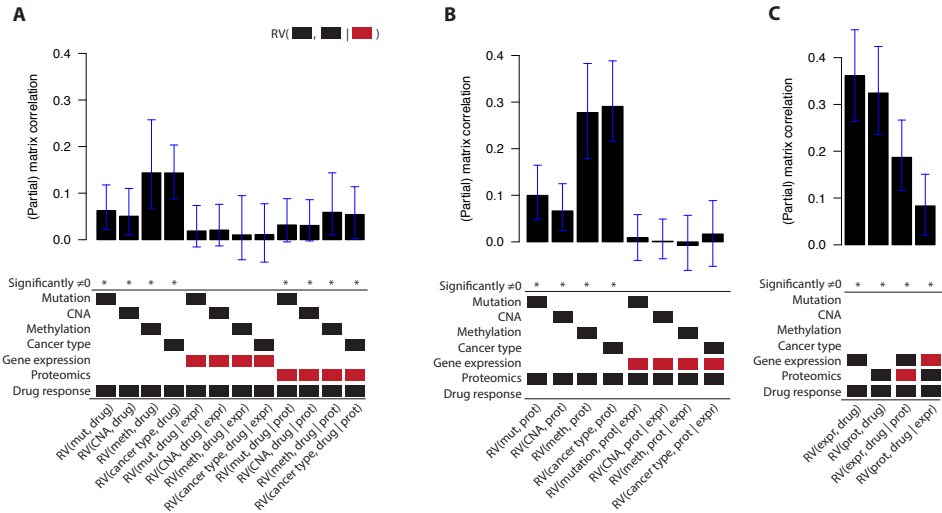 A
RV( , | )
(Partial) matrix correlation
0.4
0.3
0.2
0.1
0.0
Significantly ≠0 * * * * * * * *
Mutation
CNA
Methylation
Cancer type
Gene expression
Proteomics
Drug response
RV(mut, drug)
RV(CNA, drug)
RV(meth, drug)
RV(cancer type, drug)
RV(mut, drug | expr)
RV(CNA, drug | expr)
RV(meth, drug | expr)
RV(cancer type, drug | expr)
RV(mut, drug | prot)
RV(CNA, drug | prot)
RV(meth, drug | prot)
RV(cancer type, drug | prot)
B
(Partial) matrix correlation
0.4
0.3
0.2
0.1
0.0
Significantly ≠0 * * * *
Mutation
CNA
Methylation
Cancer type
Gene expression
Proteomics
Drug response
RV(mut, prot)
RV(CNA, prot)
RV(meth, prot)
RV(cancer type, prot)
RV(mutation, prot | expr)
RV(CNA, prot | expr)
RV(meth, prot | expr)
RV(cancer type, prot | expr)
C
(Partial) matrix correlation
0.4
0.3
0.2
0.1
0.0
Significantly ≠0 * * * *
Mutation
CNA
Methylation
Cancer type
Gene expression
Proteomics
Drug response
RV(expr, drug)
RV(prot, drug)
RV(expr, drug | prot)
RV(prot, drug | expr)